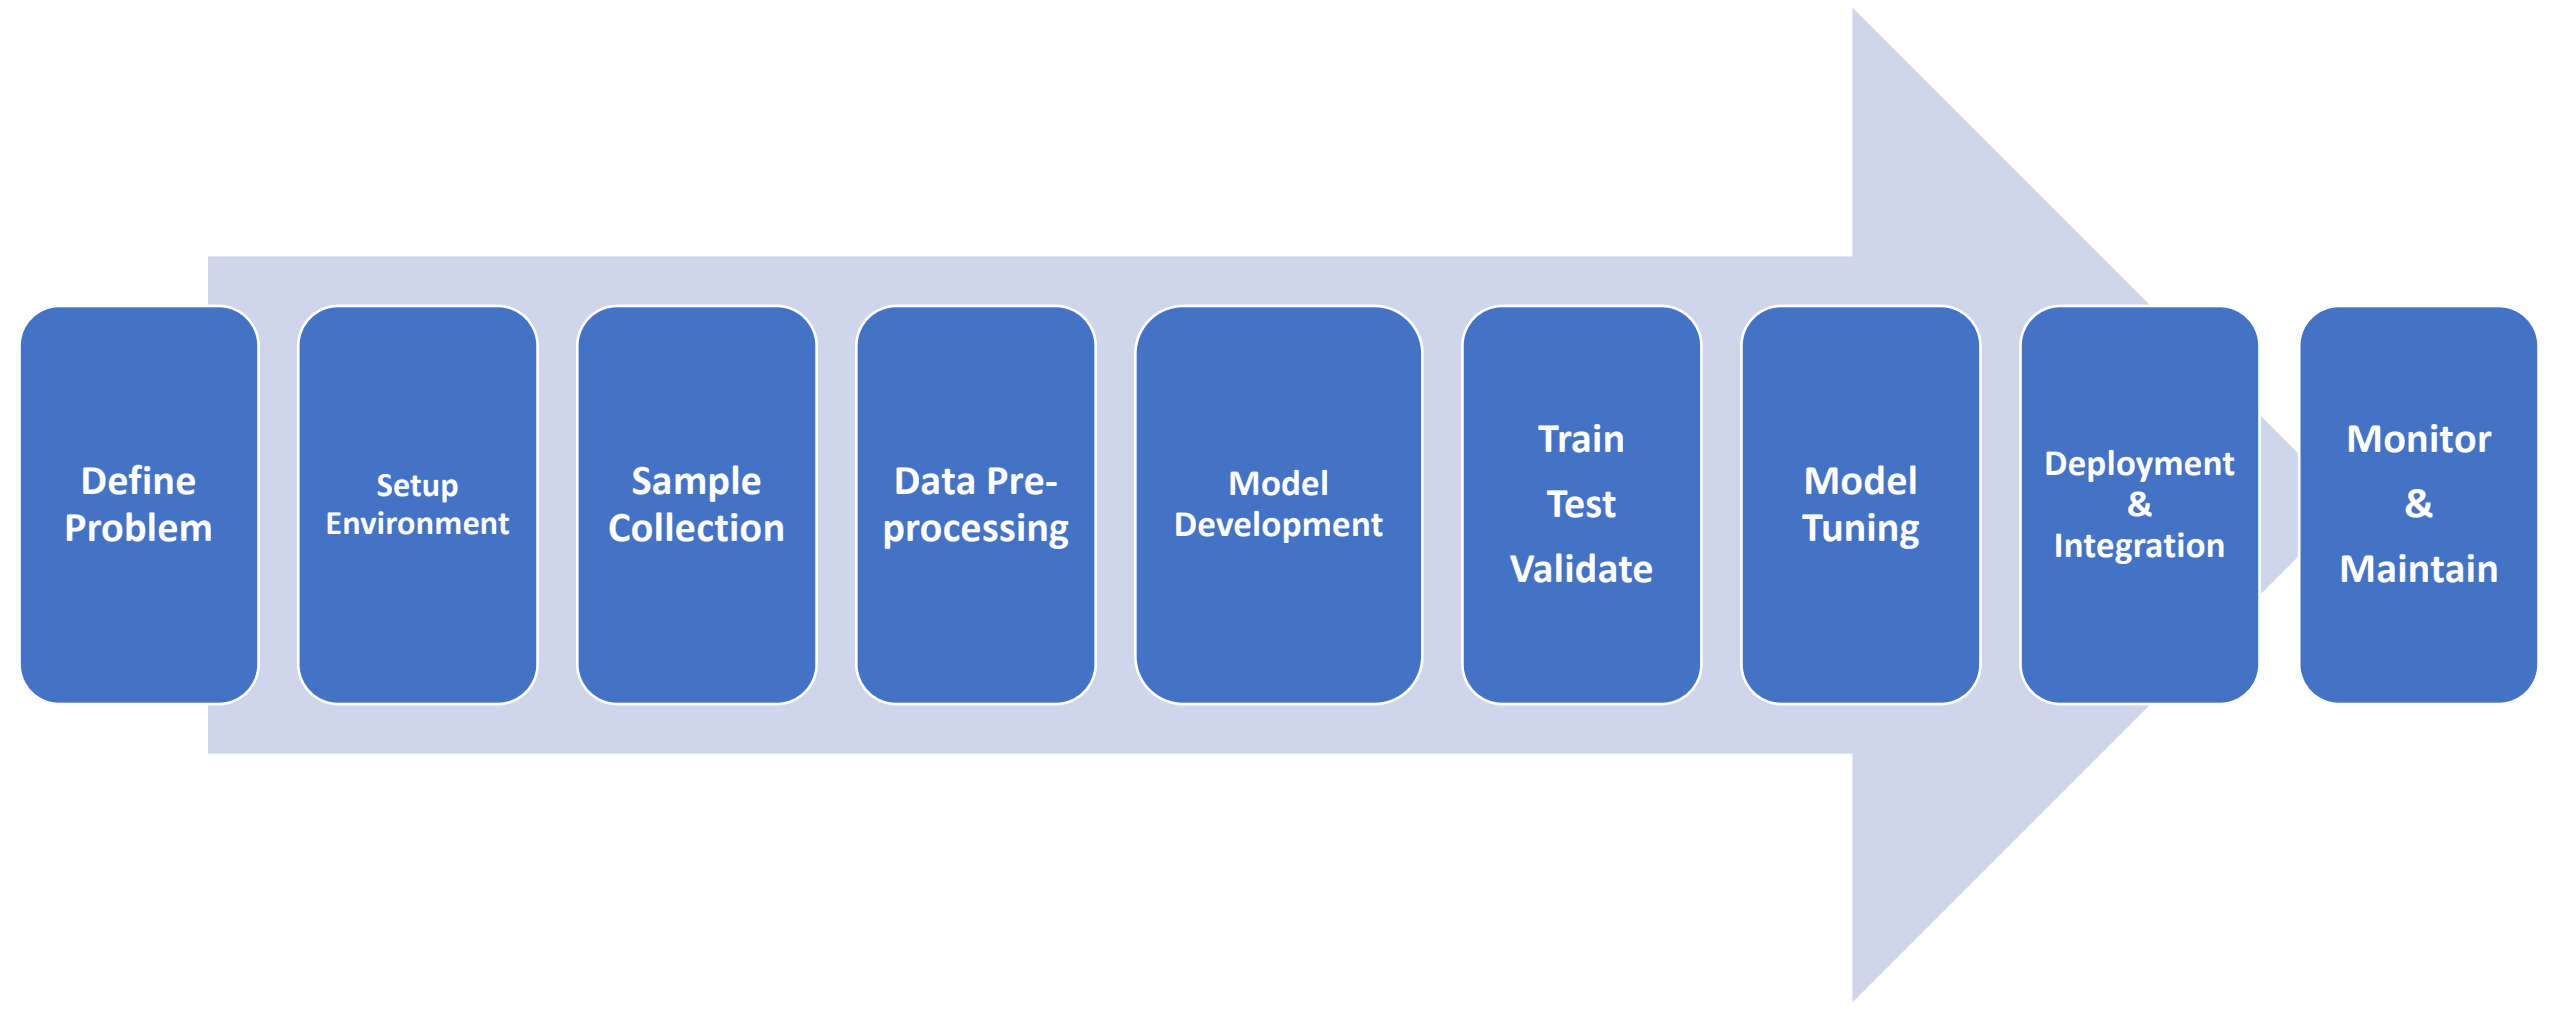 Define
Problem
Setup
Environment
Sample
Collection
Data Pre-
processing
Model
Development
Train
Test
Validate
Model
Tuning
Deployment
&
Integration
Monitor
&
Maintain